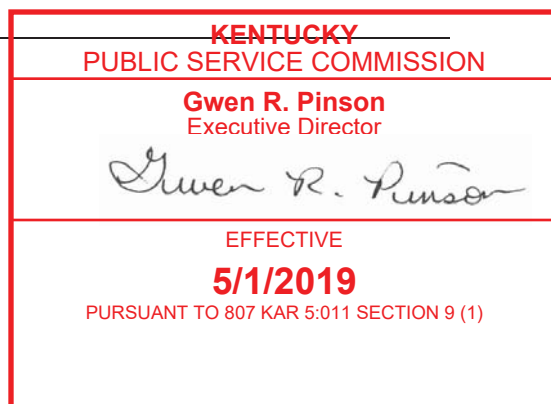 KENTUCKY
PUBLIC SERVICE COMMISSION
Gwen R. Pinson
Executive Director
Gwen R. Pinson
EFFECTIVE
5/1/2019
PURSUANT TO 807 KAR 5:011 SECTION 9 (1)